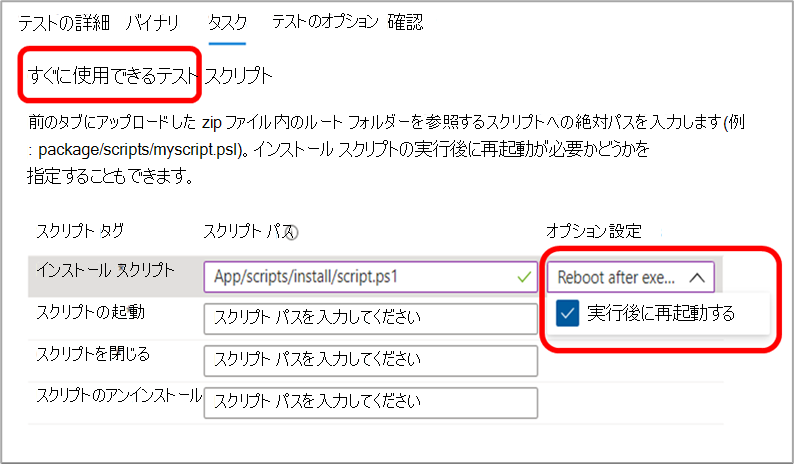 テストの詳細 バイナリ タスク テストのオプション 確認
すぐに使用できるテスト スクリプト
前のタブにアップロードした zip ファイル内のルート フォルダーを参照するスクリプトへの絶対パスを入力します(例
: package/scripts/myscript.psl)。インストール スクリプトの実行後に再起動が必要かどうかを
指定することもできます。
スクリプト タグ スクリプト パス オプション設定
インストール スクリプト App/scripts/install/script.ps1 Reboot after exe...
スクリプトの起動 スクリプト パスを入力してください 実行後に再起動する
スクリプトを閉じる スクリプト パスを入力してください
スクリプトのアンインストール スクリプト パスを入力してください